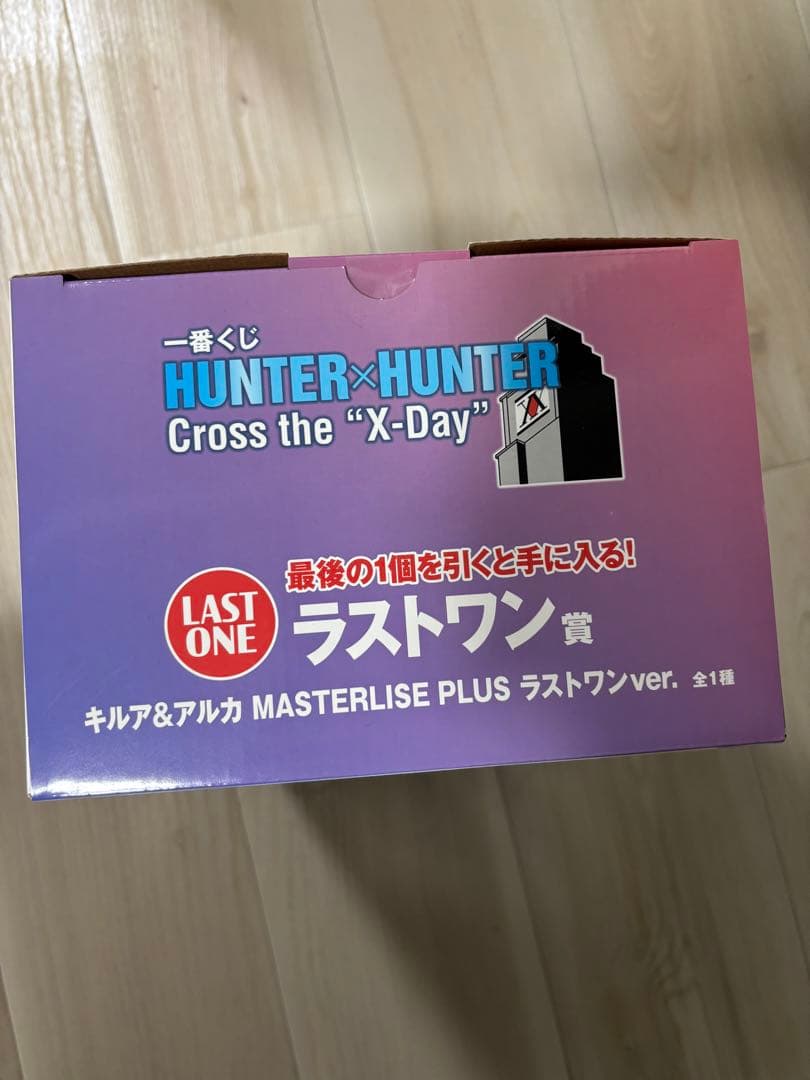 一番くじ
HUNTER×HUNTER
Cross the “X-Day”
最後の1個を引くと手に入る!
LAST
ONE
ラストワン賞
キルア&アルカ MASTERLISE PLUS ラストワンver. 全1種